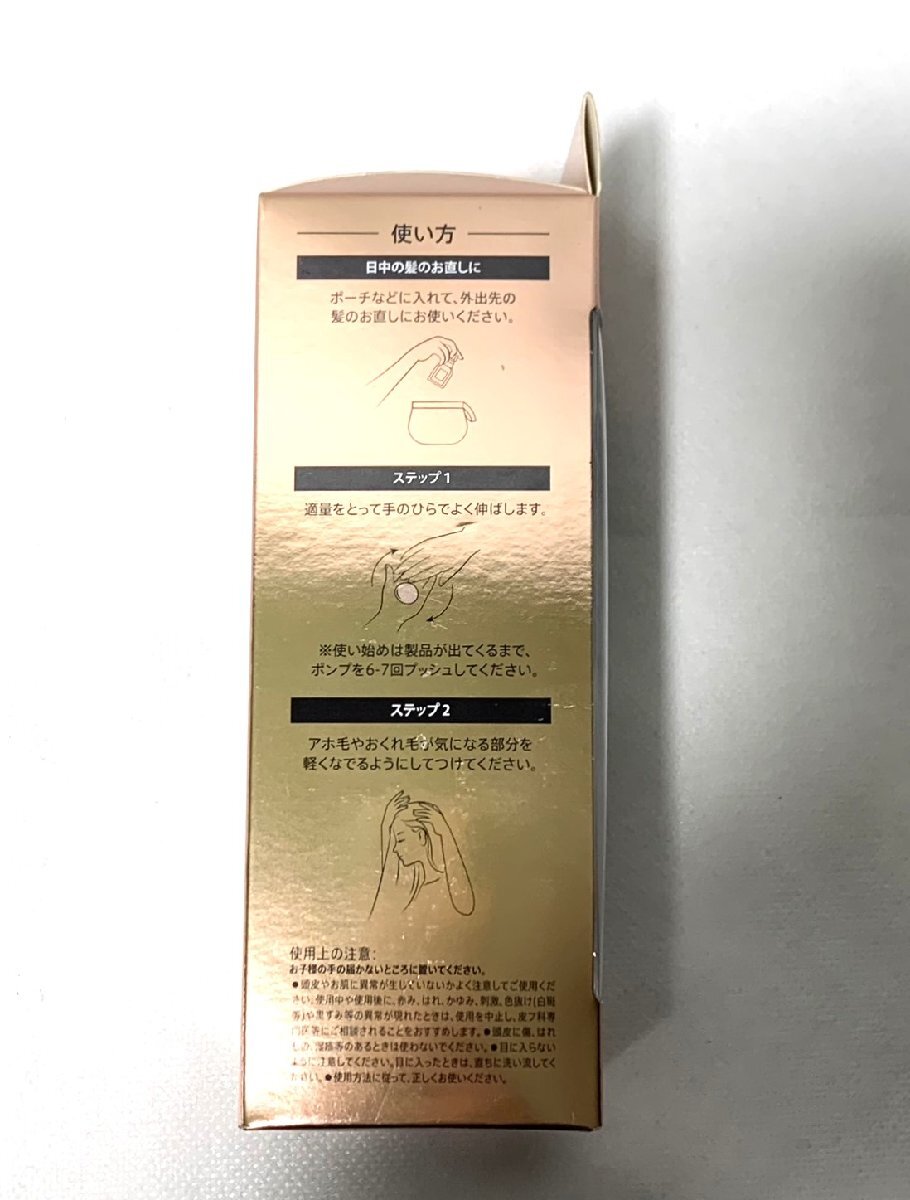 使い方
日中の髪のお直しに
ポーチなどに入れて、外出先の
髪のお直しにお使いください。
ステップ1
適量をとって手のひらでよく伸ばします。
※使い始めは製品が出てくるまで、
ポンプを6-7回プッシュしてください。
ステップ2
アホ毛やおくれ毛が気になる部分を
軽くなでるようにしてつけてください。
使用上の注意:
お子様の手の届かないところに置いてください。
●頭皮やお肌に異常が生じていないかよく注意してご使用くだ
さい。使用中や使用後に、赤み、はれ、かゆみ、刺激、色抜け(白斑
等)や黒ずみ等の異常が現れたときは、使用を中止し、皮フ科専
門医等にご相談されることをおすすめします。●頭皮に傷、はれ
もの、湿疹等のあるときは使わないでください。●目に入らない
ように注意してください。目に入ったときは、直ちに洗い流してく
ださい。●使用方法に従って、正しくお使いください。